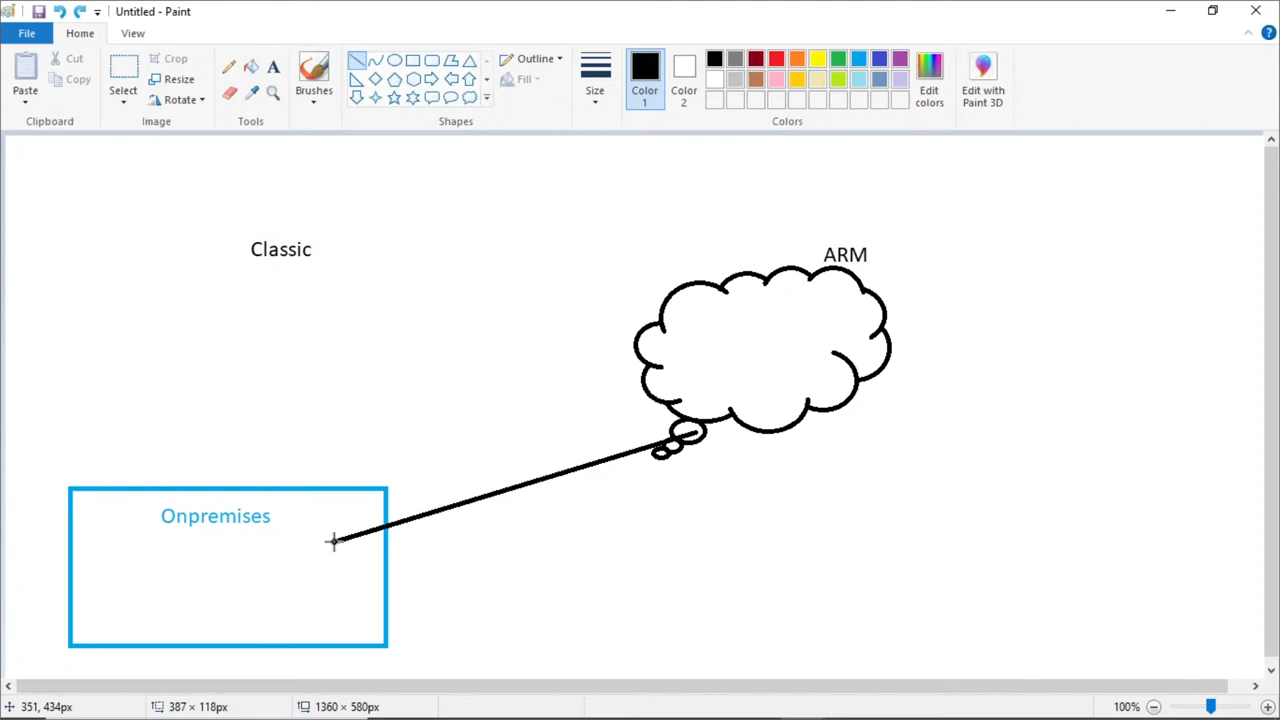 Untitled - Paint
File Home View
Paste
Cut
Copy
Clipboard
Select
Crop
Resize
Rotate
Image
A
Tools
Brushes
Outline
Fill
Shapes
Size
Color 1
Color 2
Edit colors
Colors
Edit with Paint 3D
Classic
ARM
Onpremises
351, 434px
387 × 118px
1360 × 580px
100%